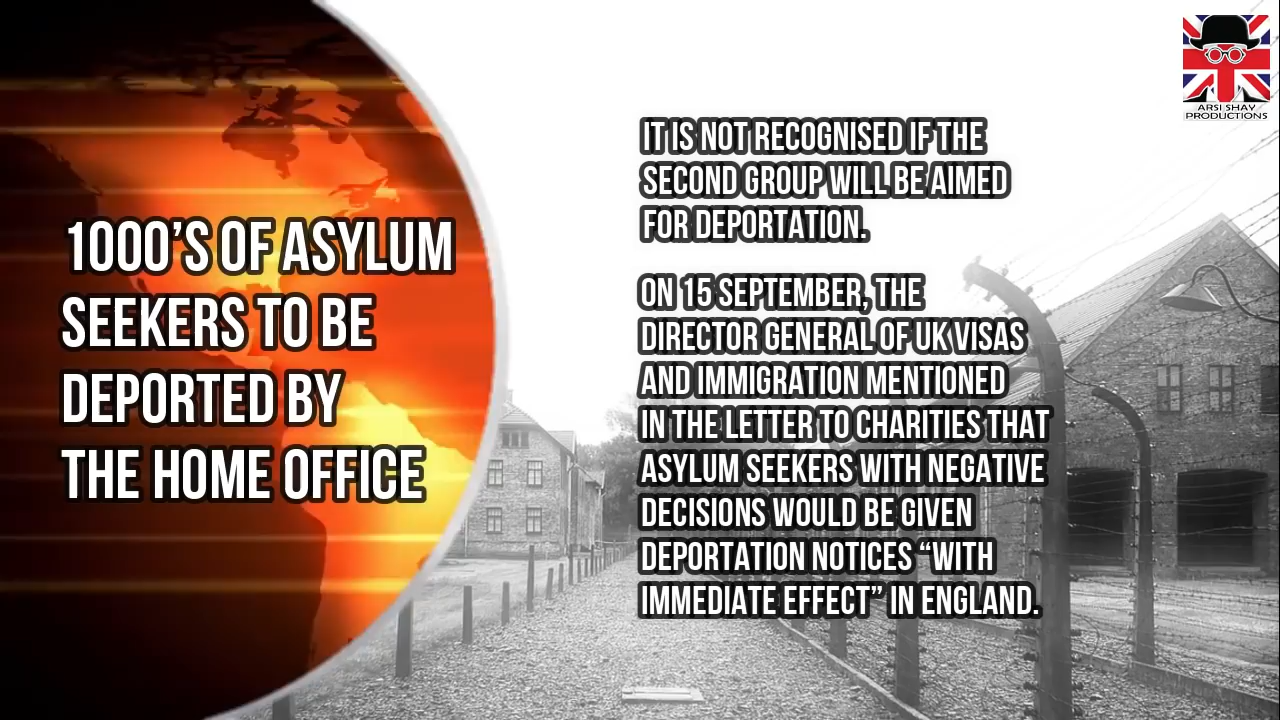 1000’S OF ASYLUM
SEEKERS TO BE
DEPORTED BY
THE HOME OFFICE
IT IS NOT RECOGNISED IF THE
SECOND GROUP WILL BE AIMED
FOR DEPORTATION.
ON 15 SEPTEMBER, THE
DIRECTOR GENERAL OF UK VISAS
AND IMMIGRATION MENTIONED
IN THE LETTER TO CHARITIES THAT
ASYLUM SEEKERS WITH NEGATIVE
DECISIONS WOULD BE GIVEN
DEPORTATION NOTICES “WITH
IMMEDIATE EFFECT” IN ENGLAND.
ARSI SHAY
PRODUCTIONS